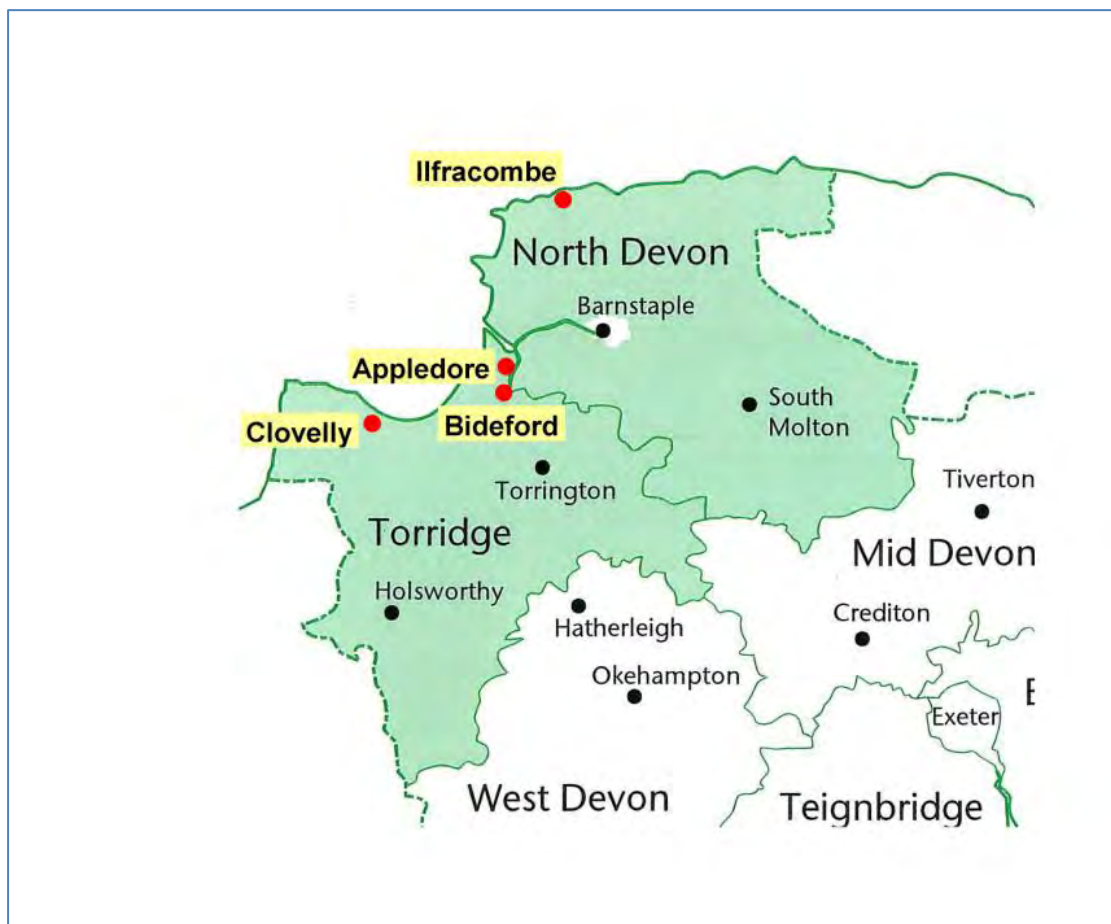 Ilfracombe
North Devon
Barnstaple
Appledore
South
Molton
Clovelly
Bideford
Tiverton
Torrington
Torridge
Mid Devon
Holsworthy
Hatherleigh
Crediton
Okehampton
E
Exeter
West Devon
Teignbridge